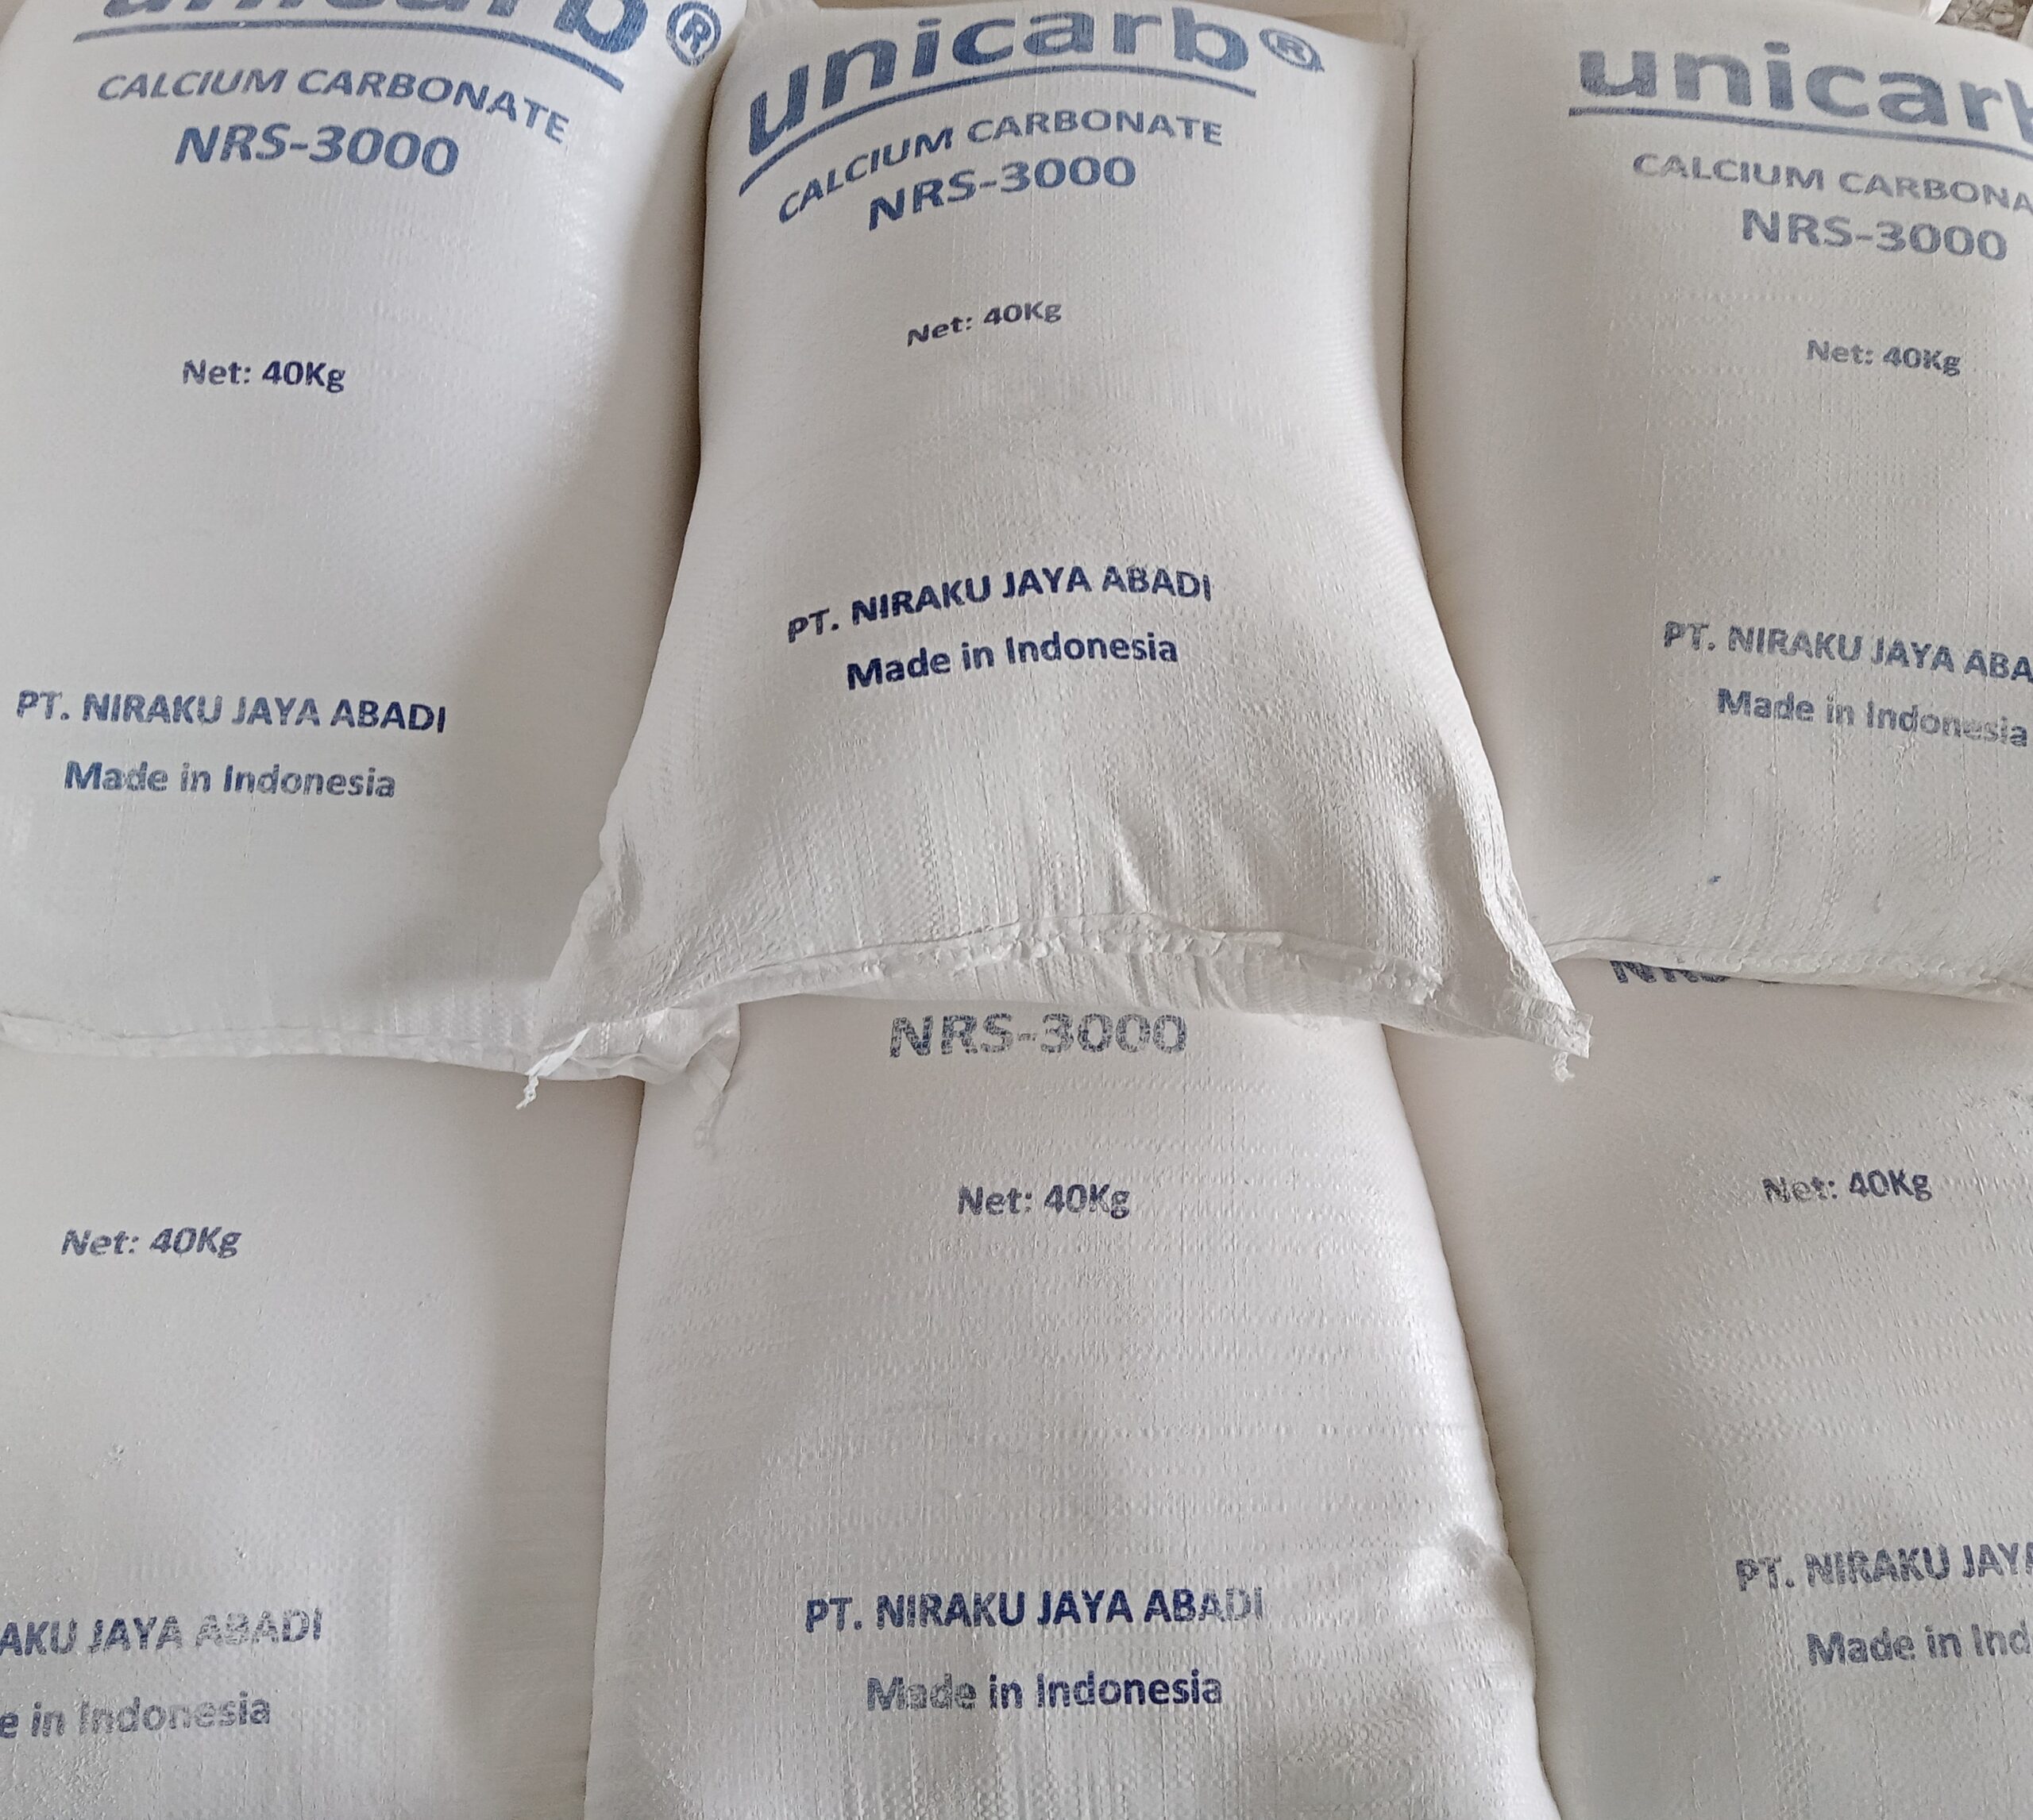 unicarb®
CALCIUM CARBONATE
NRS-3000
Net: 40Kg
PT. NIRAKU JAYA ABADI
Made in Indonesia
unicarb®
CALCIUM CARBONATE
NRS-3000
Net: 40Kg
PT. NIRAKU JAYA ABADI
Made in Indonesia
unicarb
CALCIUM CARBONA
NRS-3000
Net: 40Kg
PT. NIRAKU JAYA ABA
Made in Indonesia
Net: 40Kg
AKU JAYA ABADI
e in Indonesia
NRS-3000
Net: 40Kg
PT. NIRAKU JAYA ABADI
Made in Indonesia
NRS
Net: 40Kg
PT. NIRAKU JAYA
Made in Ind